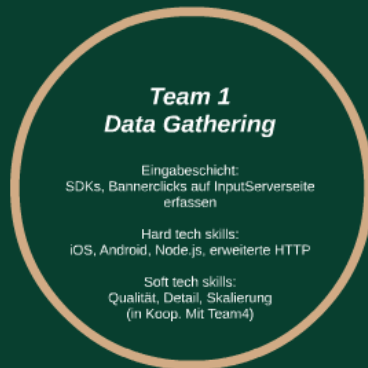 Team 1
Data Gathering
Eingabeschicht:
SDKs, Bannerclicks auf InputServerseite
erfassen
Hard tech skills:
iOS, Android, Node.js, erweiterte HTTP
Soft tech skills:
Qualität, Detail, Skalierung
(in Koop. Mit Team4)